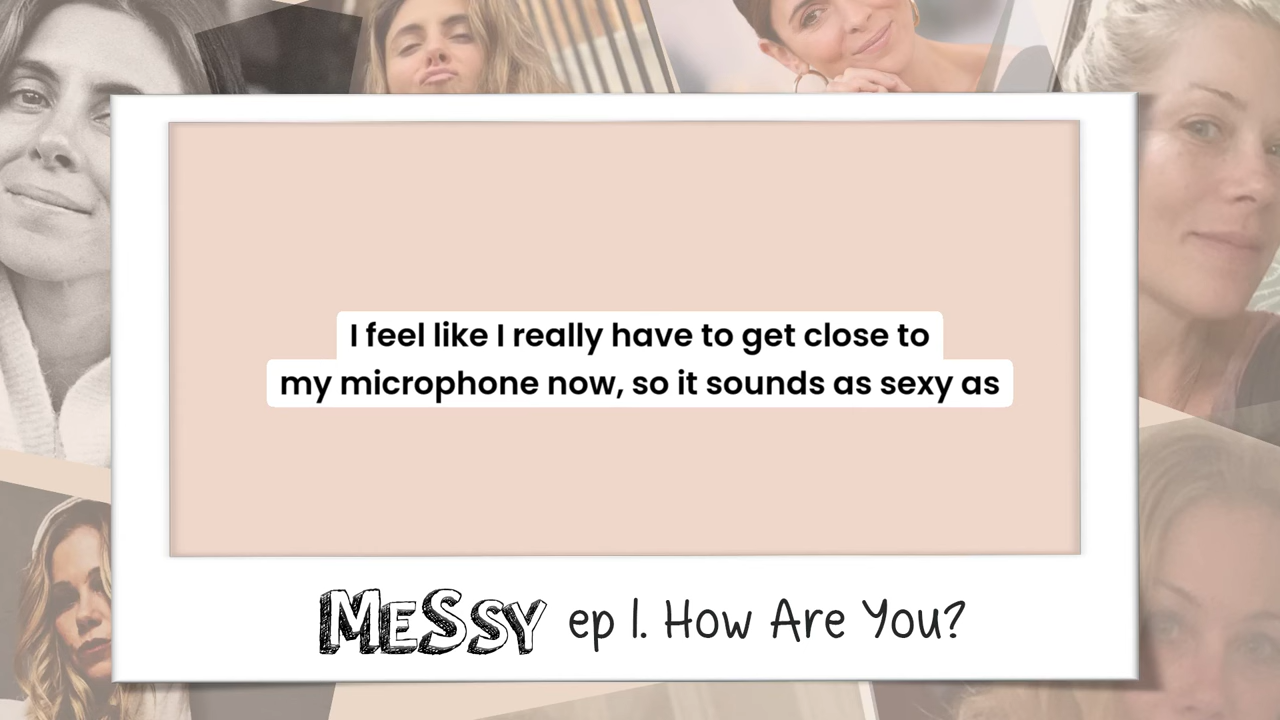 I feel like I really have to get close to
my microphone now, so it sounds as sexy as
MeSSY ep 1. How Are You?